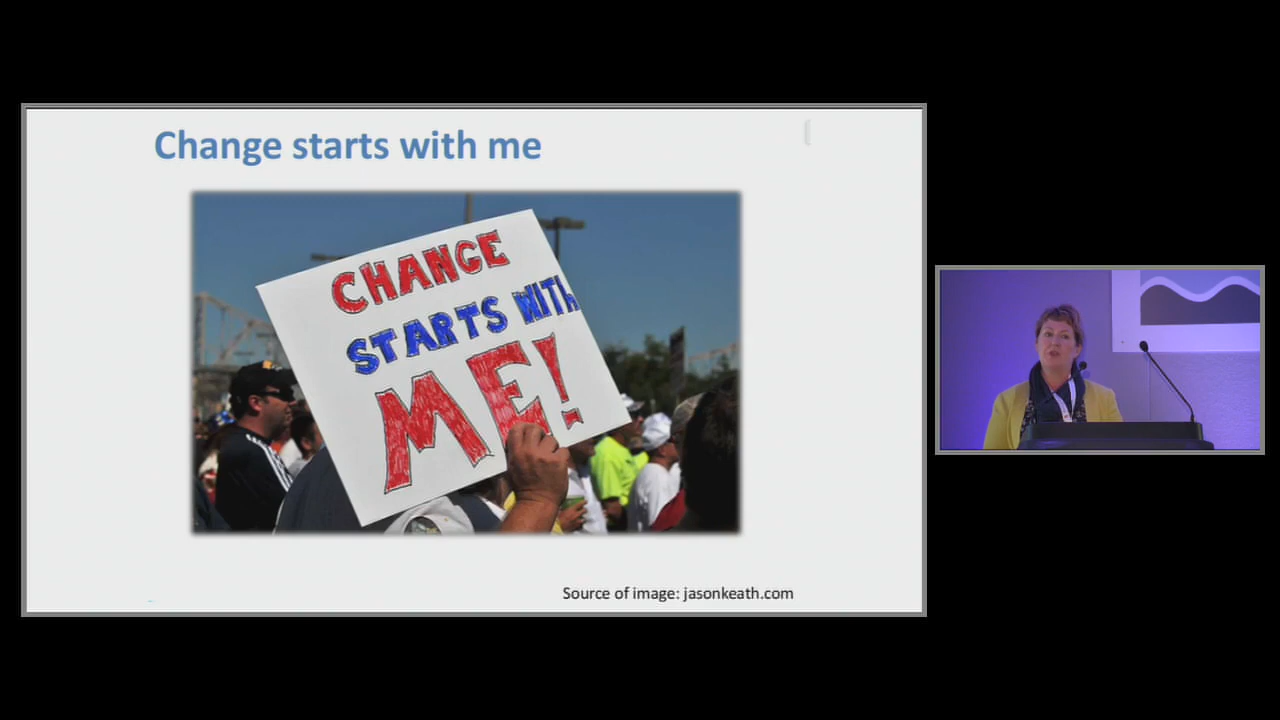 Change starts with me
CHANGE
STARTS WITH
ME!
Source of image: jasonkeath.com